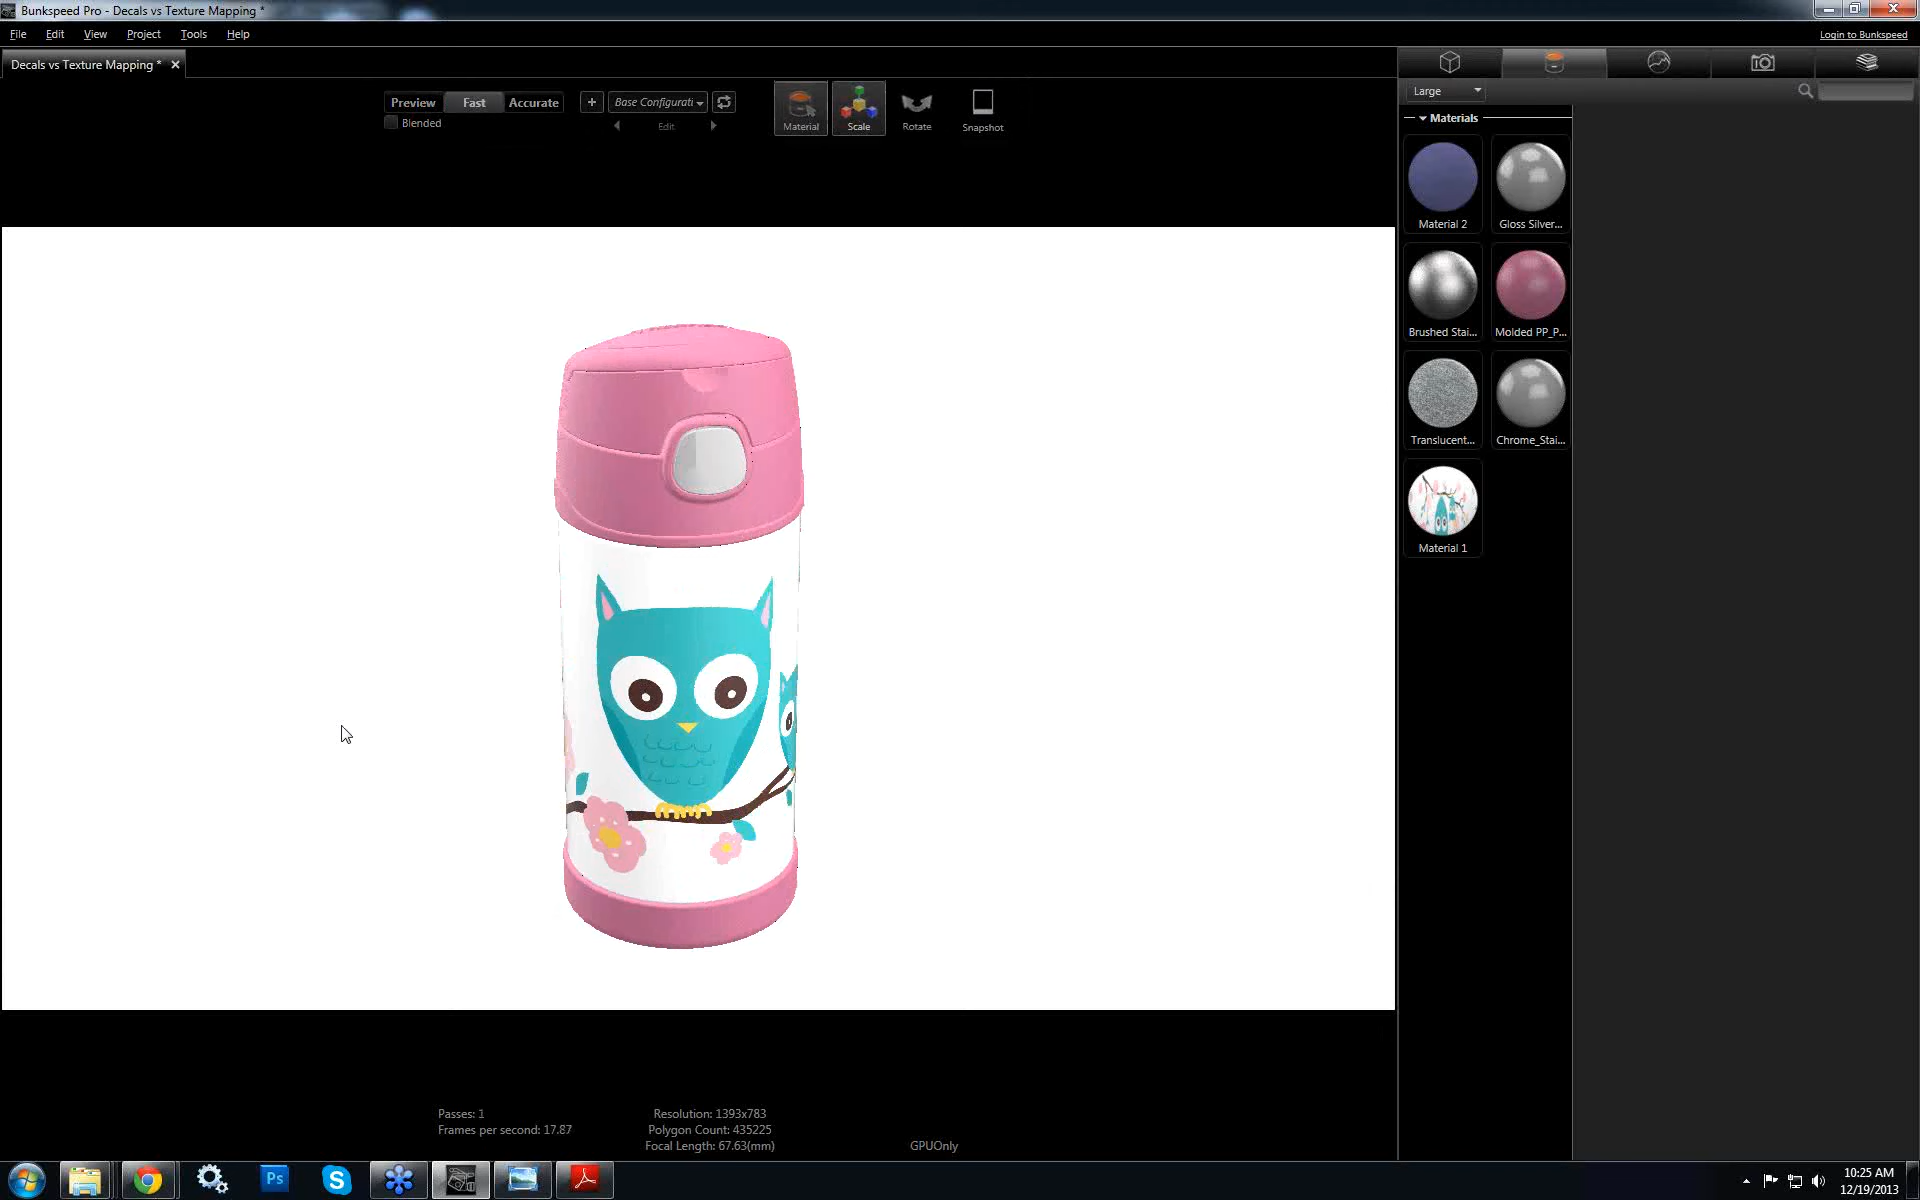 Bunkspeed Pro - Decals vs Texture Mapping *
File Edit View Project Tools Help
Login to Bunkspeed
Decals vs Texture Mapping *
Preview Fast Accurate
Blended
Base Configurati
Edit
Material
Scale
Rotate
Snapshot
Large
Materials
Material 2
Gloss Silver...
Brushed Stai...
Molded PP_P...
Translucent...
Chrome_Stai...
Material 1
Passes: 1
Frames per second: 17.87
Resolution: 1393x783
Polygon Count: 435225
Focal Length: 67.63(mm)
GPUOnly
Ps
10:25 AM
12/19/2013